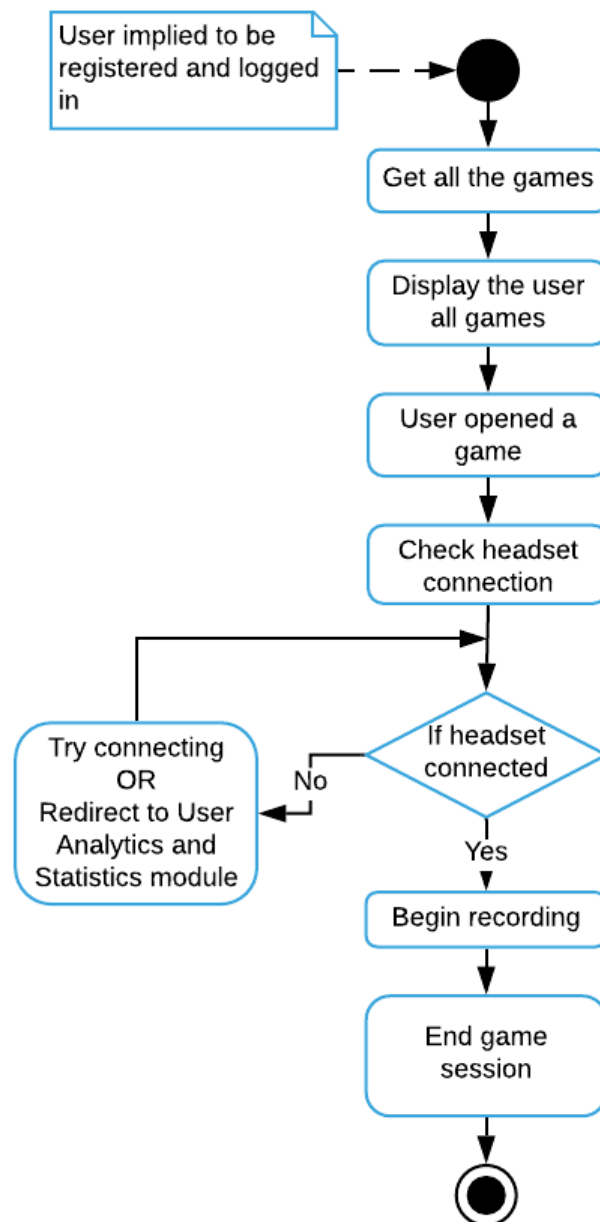 User implied to be
registered and logged
in
Get all the games
Display the user
all games
User opened a
game
Check headset
connection
If headset
connected
No
Try connecting
OR
Redirect to User
Analytics and
Statistics module
Yes
Begin recording
End game
session